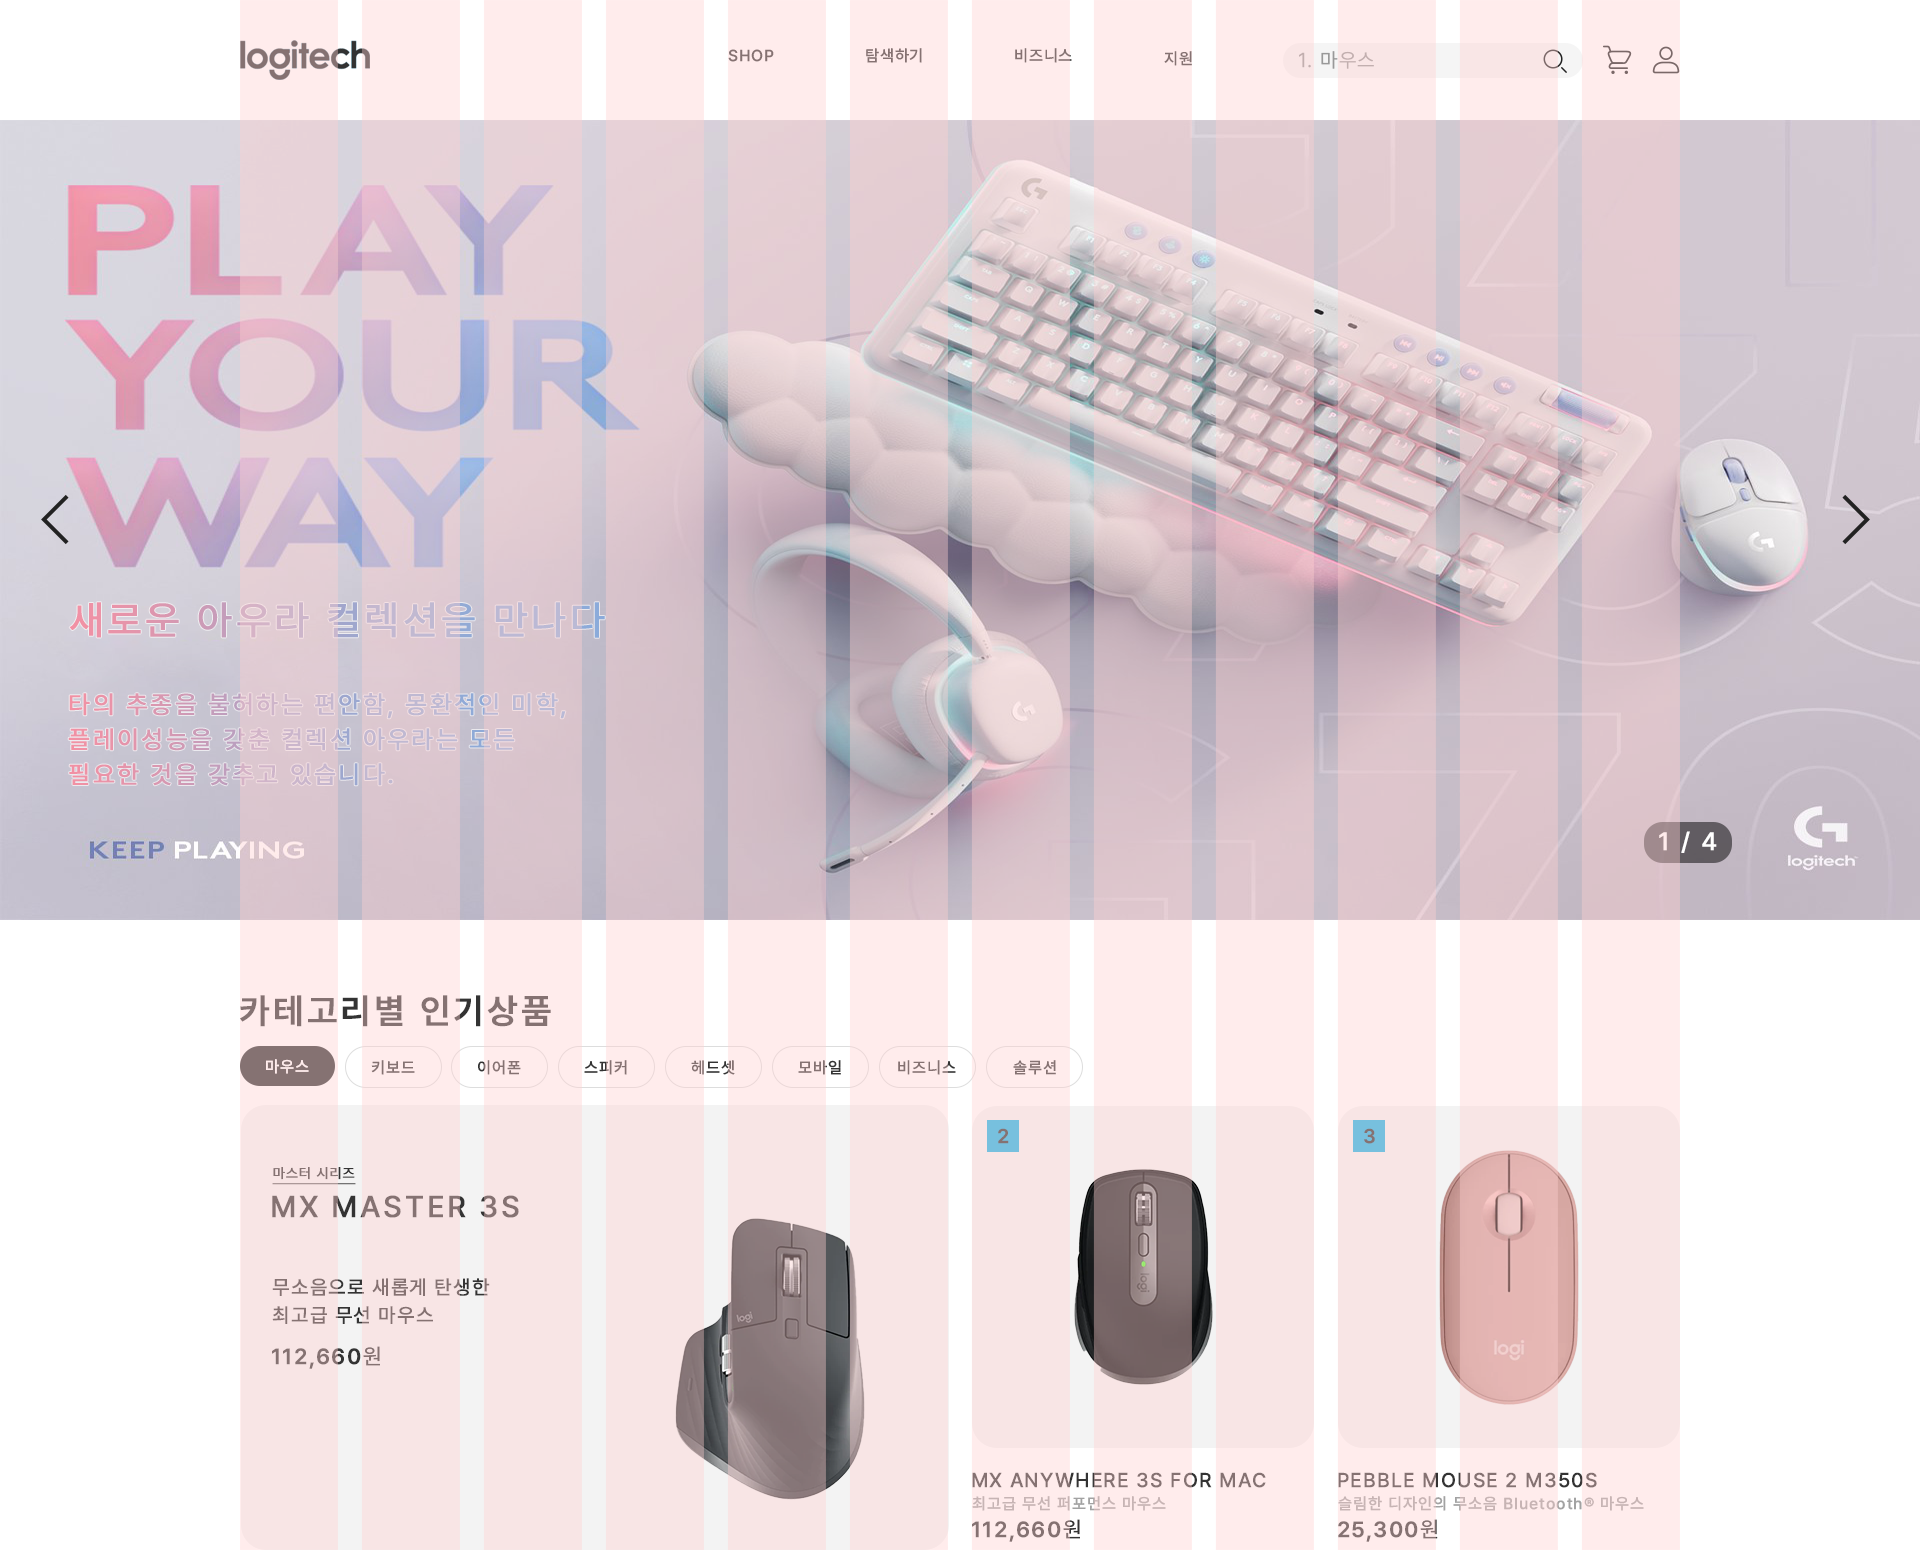 logitech
SHOP
탐색하기
비즈니스
지원
1. 마우스
PLAY
YOUR
WAY
새로운 아우라 컬렉션을 만나다
타의 추종을 불허하는 편안함, 몽환적인 미학,
플레이성능을 갖춘 컬렉션 아우라는 모든
필요한 것을 갖추고 있습니다.
KEEP PLAYING
1 / 4
logitech
카테고리별 인기상품
마우스
키보드
이어폰
스피커
헤드셋
모바일
비즈니스
솔루션
마스터 시리즈
MX MASTER 3S
무소음으로 새롭게 탄생한
최고급 무선 마우스
112,660원
logi
2
logi
MX ANYWHERE 3S FOR MAC
최고급 무선 퍼포먼스 마우스
112,660원
3
logi
PEBBLE MOUSE 2 M350S
슬림한 디자인의 무소음 Bluetooth® 마우스
25,300원